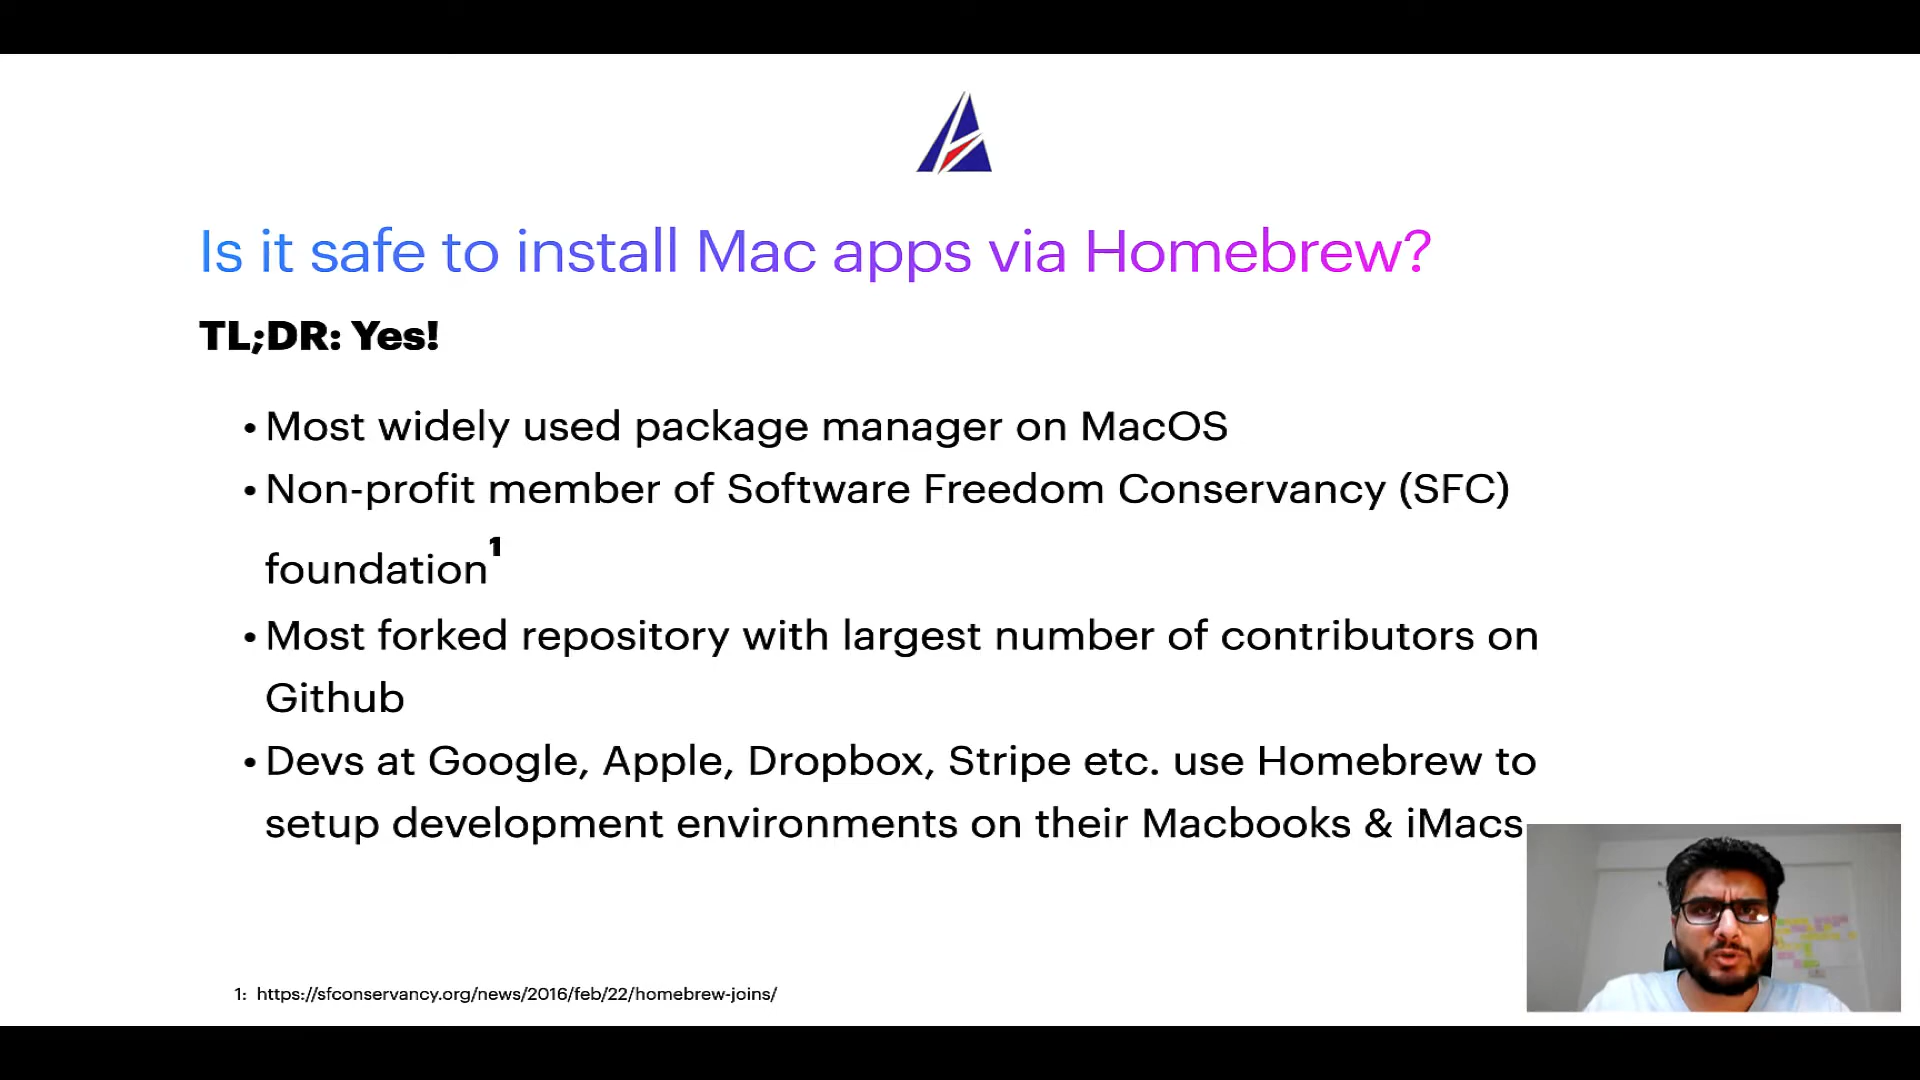 Is it safe to install Mac apps via Homebrew?
TL;DR: Yes!
• Most widely used package manager on MacOS
• Non-profit member of Software Freedom Conservancy (SFC)
foundation1
• Most forked repository with largest number of contributors on
Github
• Devs at Google, Apple, Dropbox, Stripe etc. use Homebrew to
setup development environments on their Macbooks & iMacs
1: https://sfconservancy.org/news/2016/feb/22/homebrew-joins/